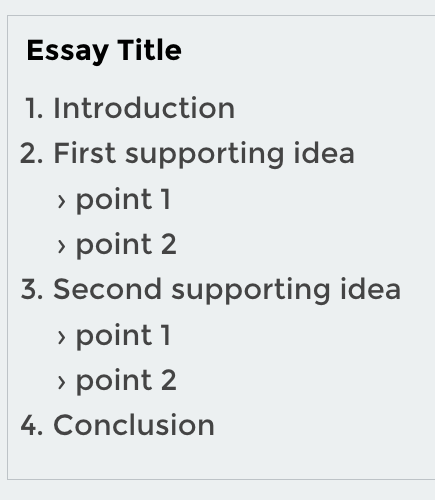 Essay Title
1. Introduction
2. First supporting idea
› point 1
› point 2
3. Second supporting idea
› point 1
› point 2
4. Conclusion